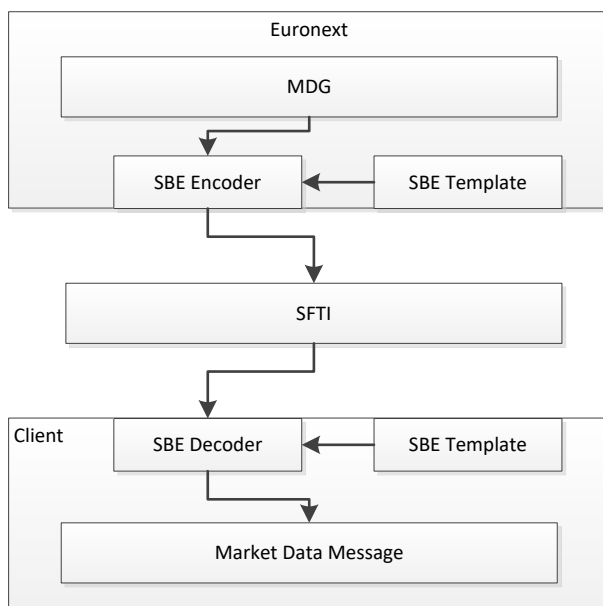 Euronext
MDG
SBE Encoder
SBE Template
SFTI
Client
SBE Decoder
SBE Template
Market Data Message